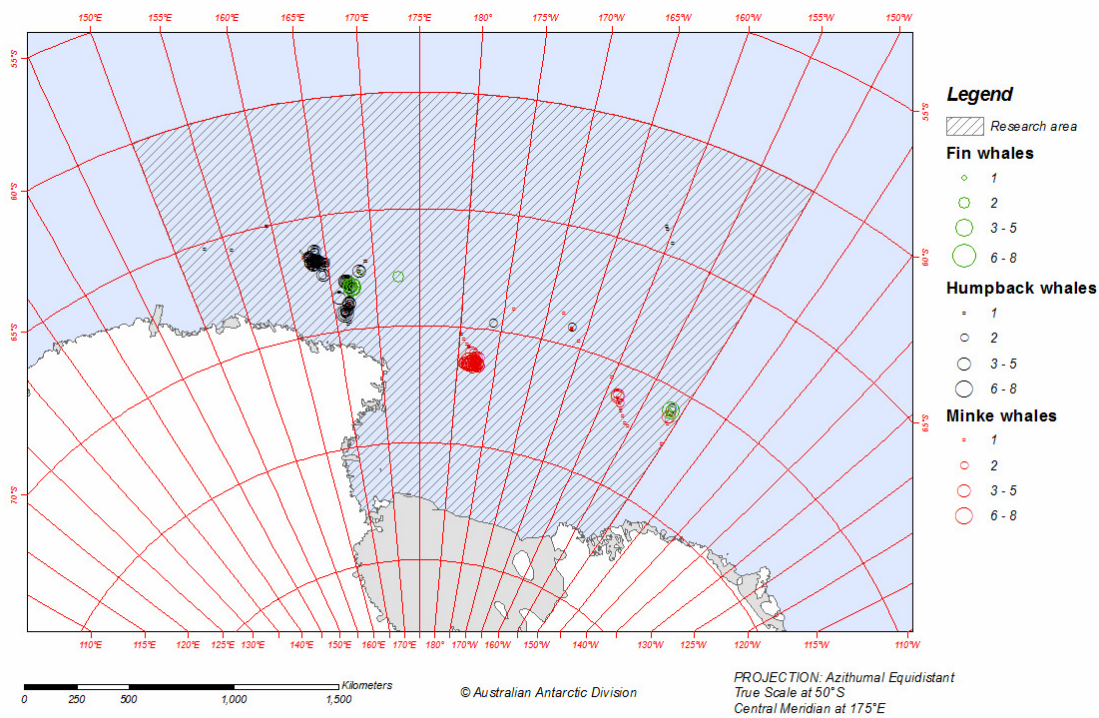 150°E 155°E 160°E 165°E 170°E 175°E 180° 175°W 170°W 165°W 160°W 155°W 150°W
55°S 55°S
60°S 60°S
65°S 65°S
70°S
110°E 115°E 120°E 130°E 140°E 150°E 160°E 170°E 180° 170°W 160°W 150°W 140°W 130°W 120°W 115°W 110°W
Legend
Research area
Fin whales
1
2
3 - 5
6 - 8
Humpback whales
1
2
3 - 5
6 - 8
Minke whales
1
2
3 - 5
6 - 8
Kilometers
0 250 500 1,000 1,500
© Australian Antarctic Division
PROJECTION: Azithumal Equidistant
True Scale at 50°S
Central Meridian at 175°E